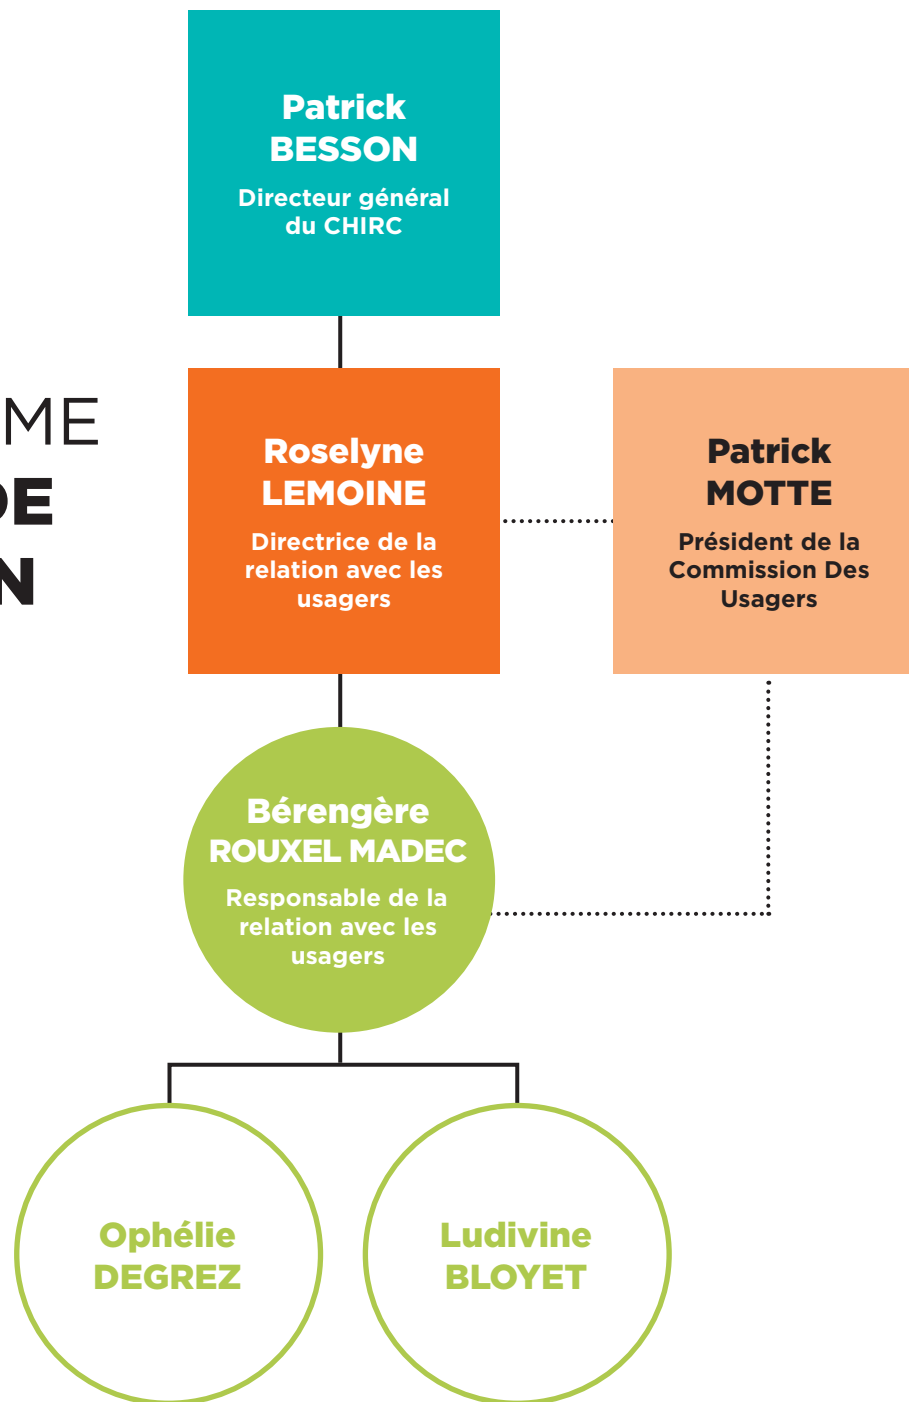 Patrick
BESSON
Directeur général
du CHIRC
ME
DE
N
Roselyne
LEMOINE
Directrice de la
relation avec les
usagers
Patrick
MOTTE
Président de la
Commission Des
Usagers
Bérengère
ROUXEL MADEC
Responsable de la
relation avec les
usagers
Ophélie
DEGREZ
Ludivine
BLOYET